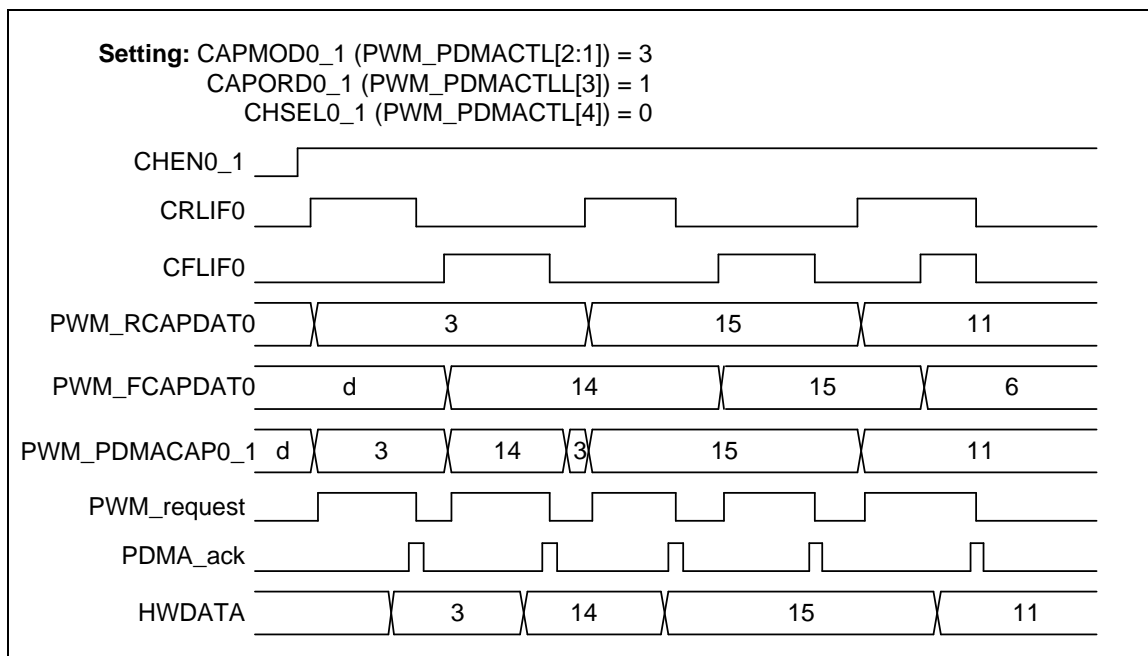 Setting: CAPMOD0_1 (PWM_PDMACTL[2:1]) = 3
CAPORD0_1 (PWM_PDMACTLL[3]) = 1
CHSEL0_1 (PWM_PDMACTL[4]) = 0
CHEN0_1
CRLIF0
CFLIF0
PWM_RCAPDAT0 3 15 11
PWM_FCAPDAT0 d 14 15 6
PWM_PDMACAP0_1 d 3 14 3 15 11
PWM_request
PDMA_ack
HWDATA 3 14 15 11